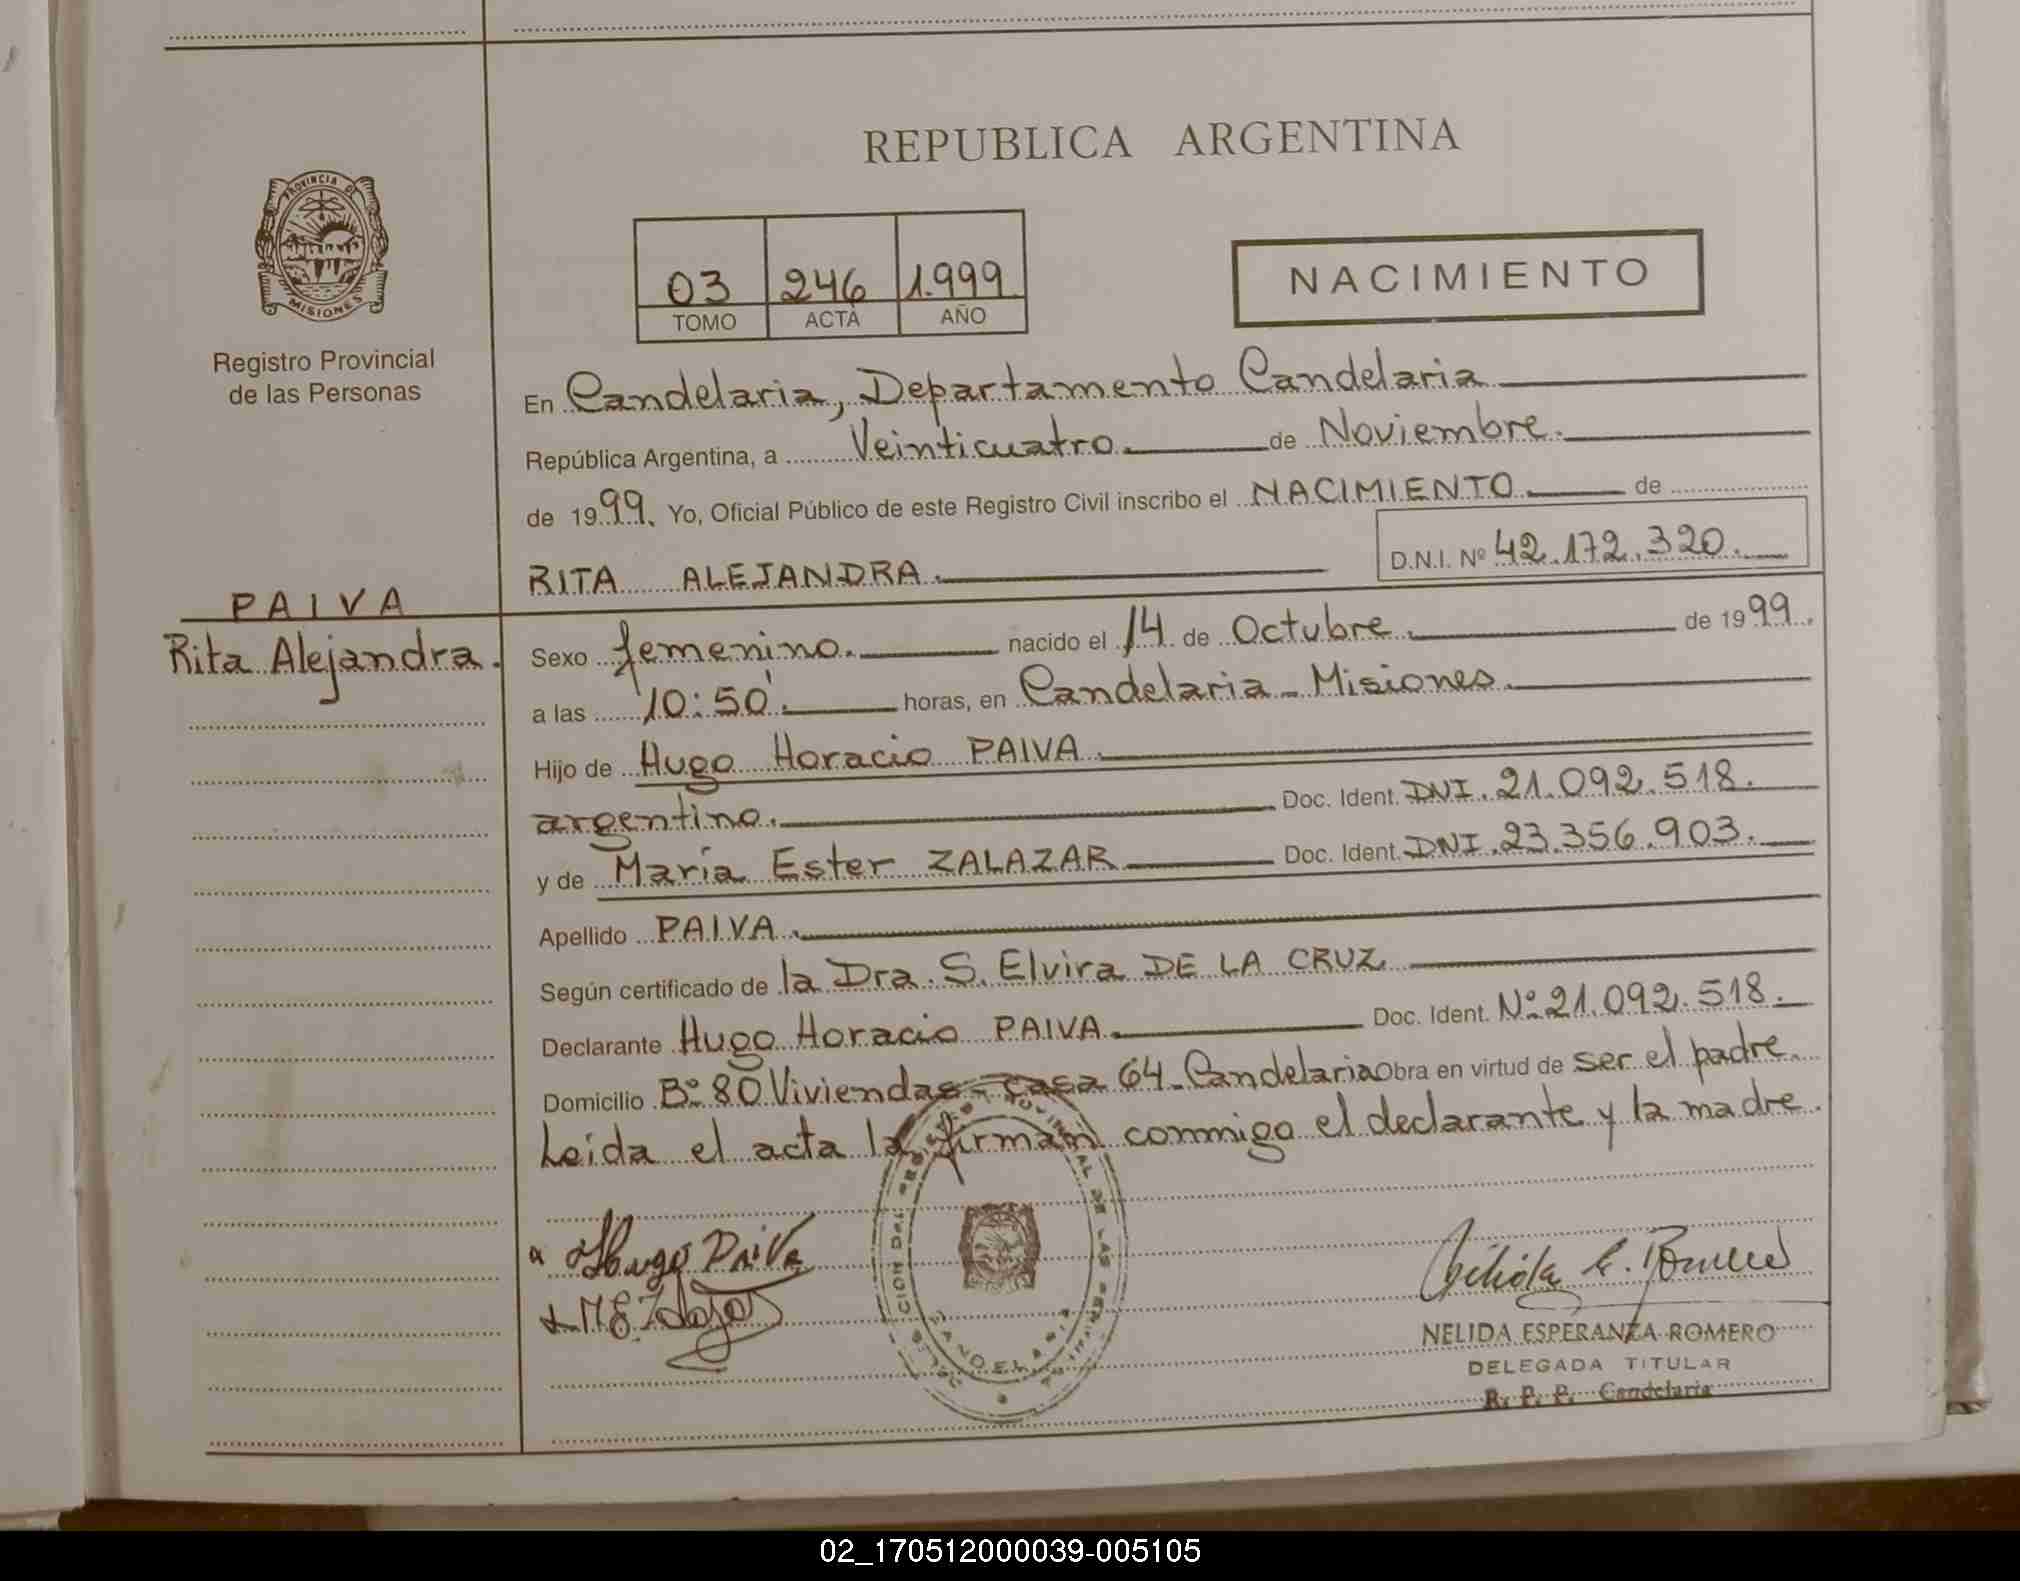 REPUBLICA ARGENTINA
PROVINCIA DE
MISIONES
Registro Provincial
de las Personas
03 246 1.999
TOMO ACTA AÑO
NACIMIENTO
En Candelaria, Departamento Candelaria
República Argentina, a Veinticuatro. de Noviembre.
de 1999. Yo, Oficial Público de este Registro Civil inscribo el NACIMIENTO de
RITA ALEJANDRA.
D.N.I. Nº 42.172.320.
PAIVA
Rita Alejandra.
Sexo femenino. nacido el 14 de Octubre. de 1999.
a las 10:50'. horas, en Candelaria - Misiones.
Hijo de Hugo Horacio PAIVA.
argentino. Doc. Ident. DNI. 21.092.518.
y de María Ester ZALAZAR Doc. Ident. DNI. 23.356.903.
Apellido PAIVA.
Según certificado de la Dra. S. Elvira DE LA CRUZ
Declarante Hugo Horacio PAIVA. Doc. Ident. Nº 21.092.518.
Domicilio Bº 80 Viviendas - casa 64 - Candelaria Obra en virtud de ser el padre.
Leída el acta la firman conmigo el declarante y la madre.
Hugo Paiva
NELIDA ESPERANZA ROMERO
DELEGADA TITULAR
R. P. P. Candelaria
CANDELARIA
02_170512000039-005105